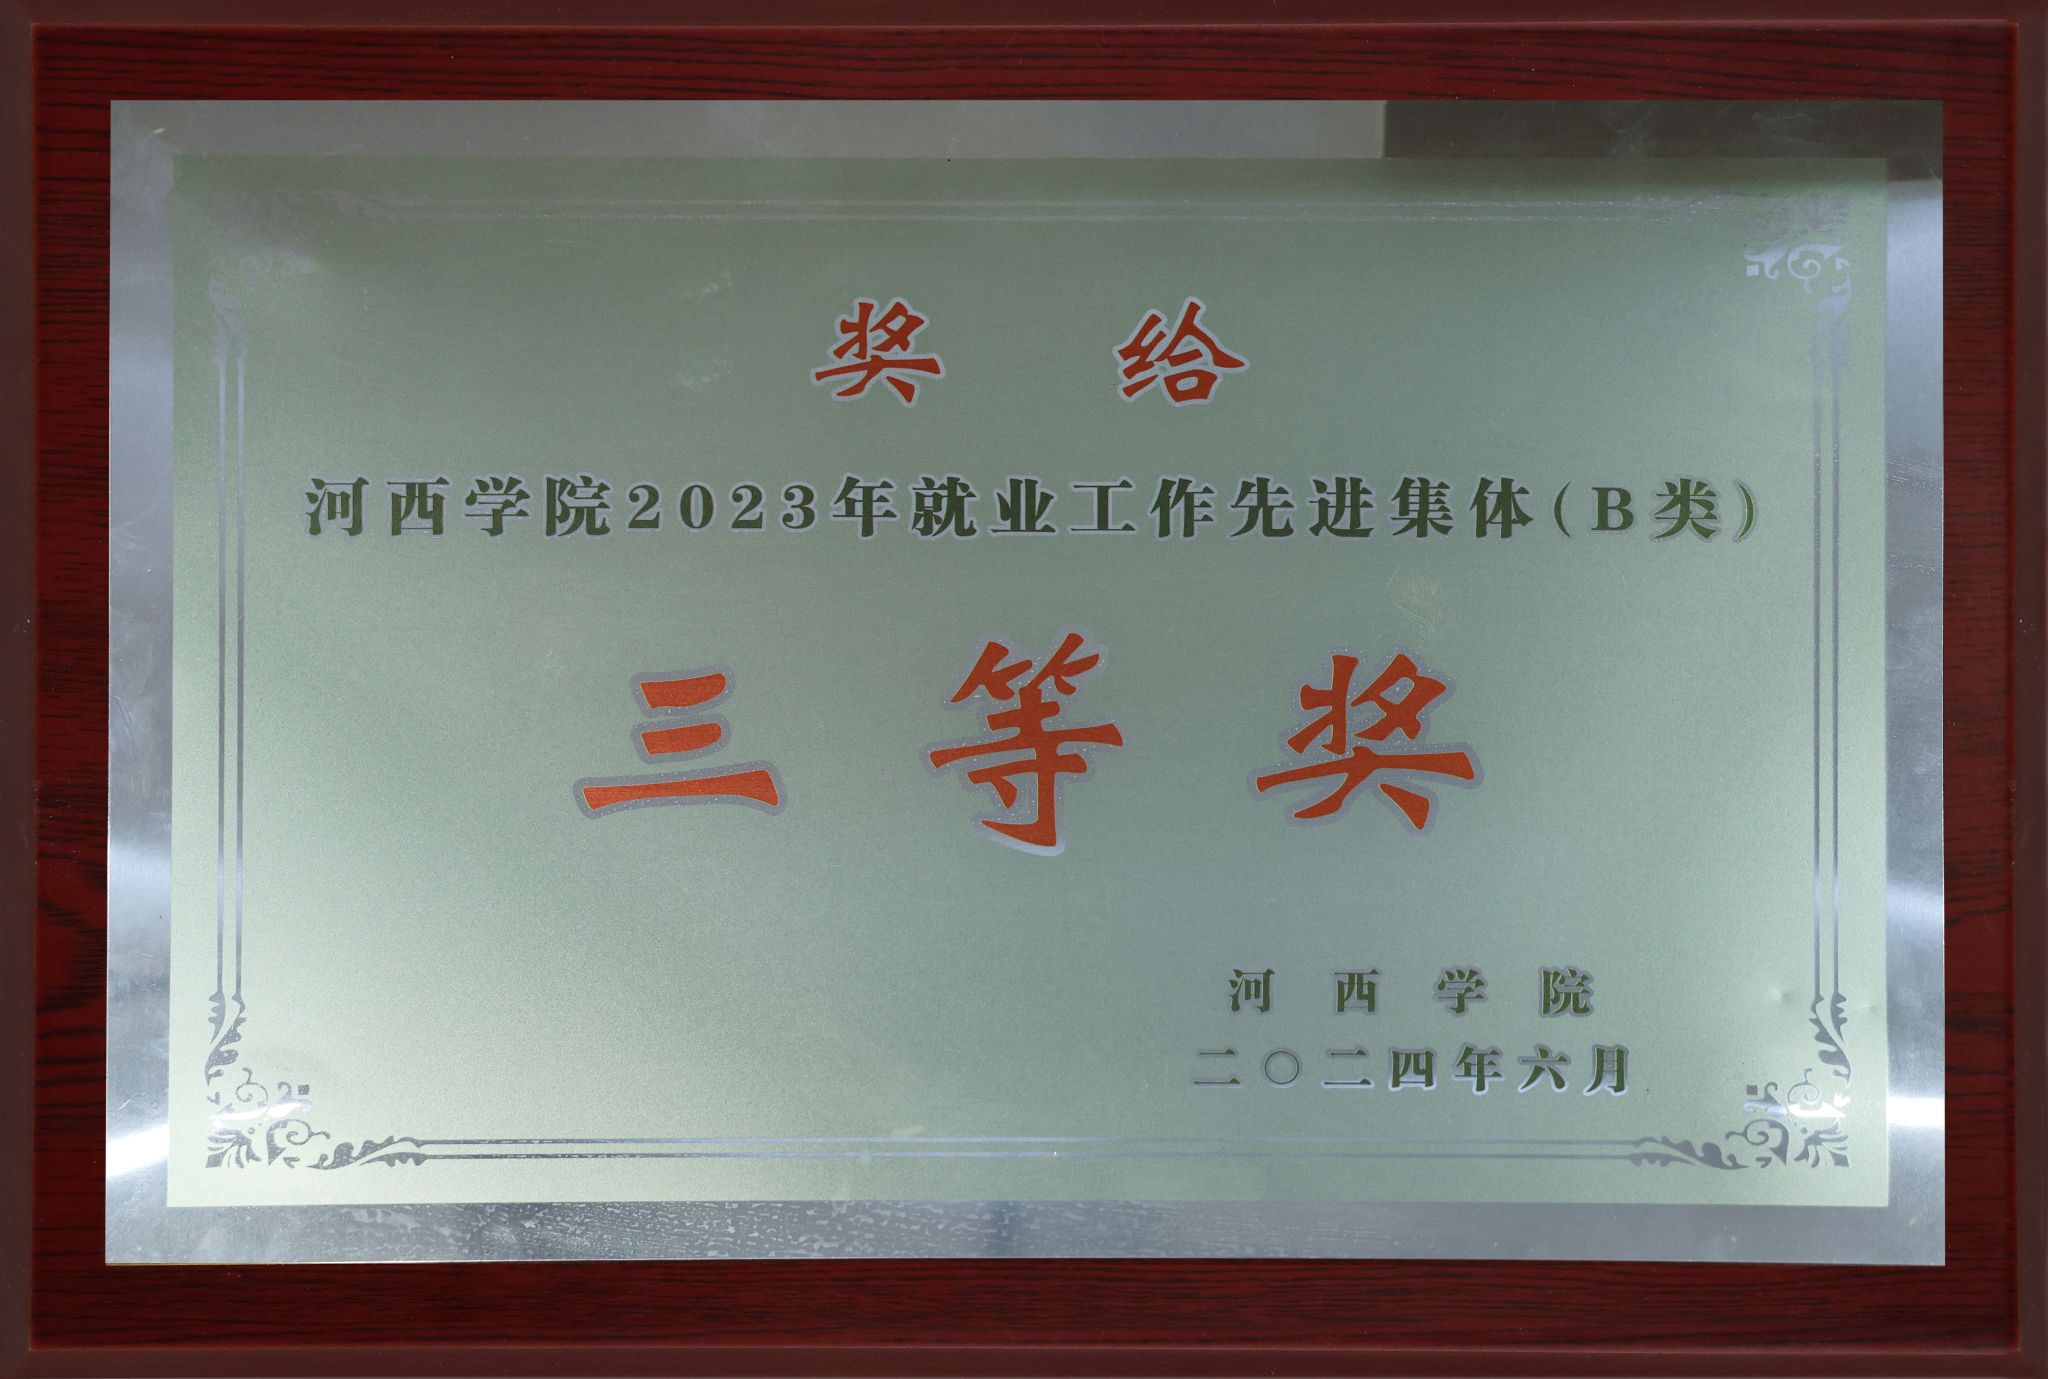 奖给
河西学院2023年就业工作先进集体(B类)
三等奖
河西学院
二〇二四年六月